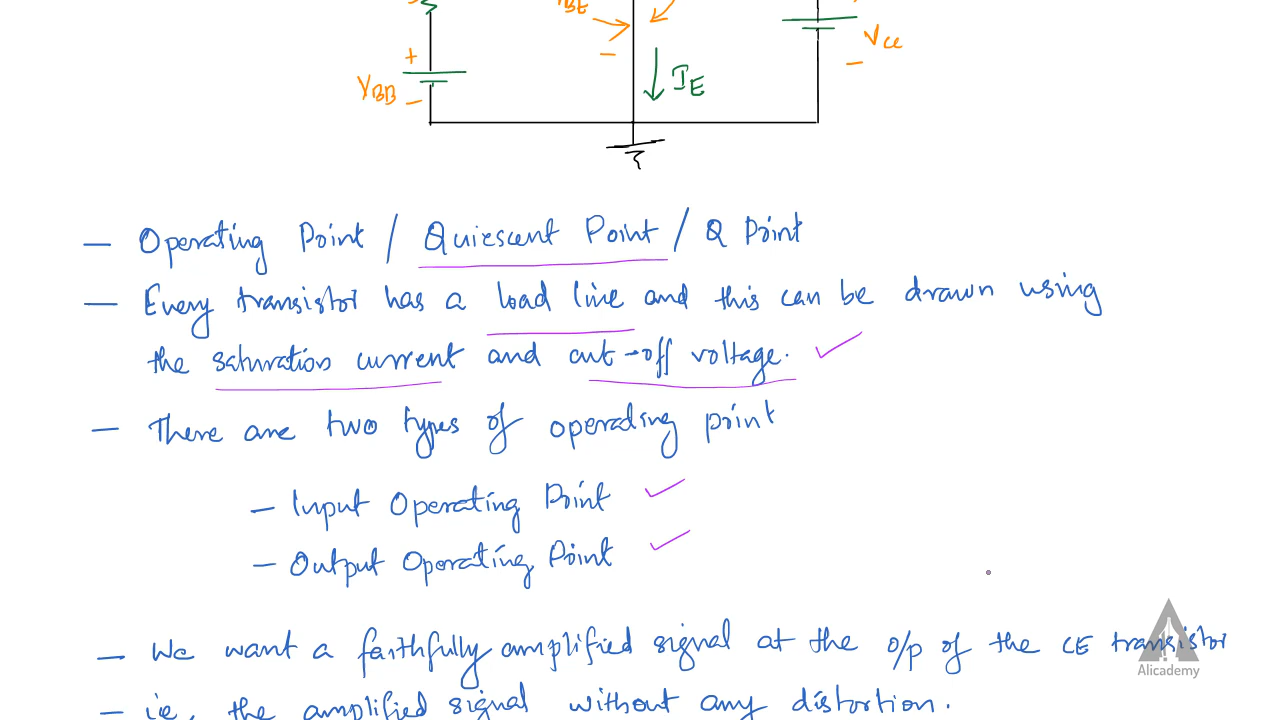 BE
+
−
VCC
−
IE
+
VBB
−
— Operating Point / Quiescent Point / Q Point
— Every transistor has a load line and this can be drawn using
the saturation current and cut-off voltage.
— There are two types of operating point
— Input Operating Point
— Output Operating Point
— We want a faithfully amplified signal at the o/p of the CE transistor
— i.e, the amplified signal without any distortion.
Alicademy